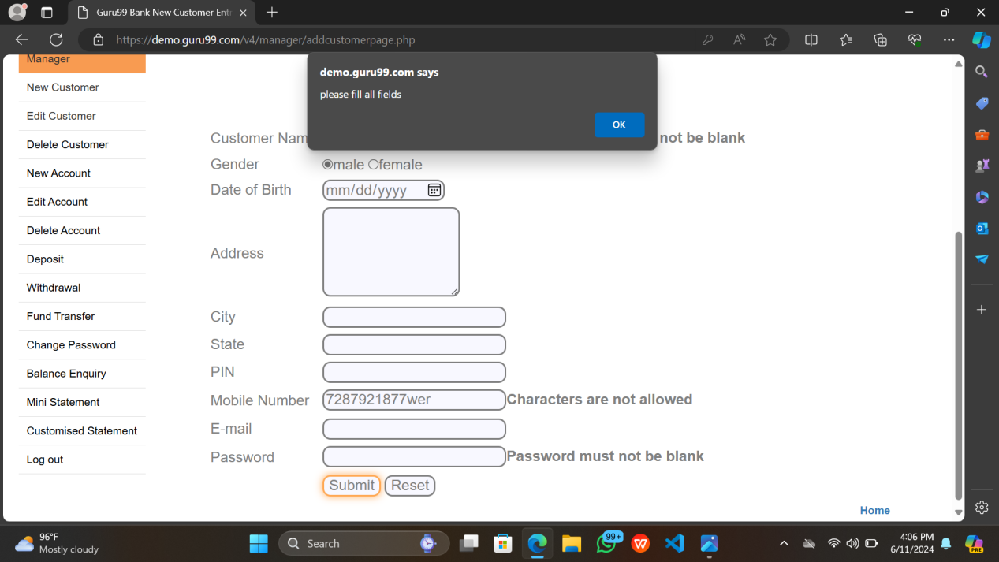 Guru99 Bank New Customer Entr
https://demo.guru99.com/v4/manager/addcustomerpage.php
demo.guru99.com says
please fill all fields
OK
Manager
New Customer
Edit Customer
Delete Customer
New Account
Edit Account
Delete Account
Deposit
Withdrawal
Fund Transfer
Change Password
Balance Enquiry
Mini Statement
Customised Statement
Log out
Customer Nam not be blank
Gender male female
Date of Birth mm/dd/yyyy
Address
City
State
PIN
Mobile Number 7287921877wer Characters are not allowed
E-mail
Password Password must not be blank
Submit Reset
Home
96°F
Mostly cloudy
Search
99+
4:06 PM
6/11/2024
PRE